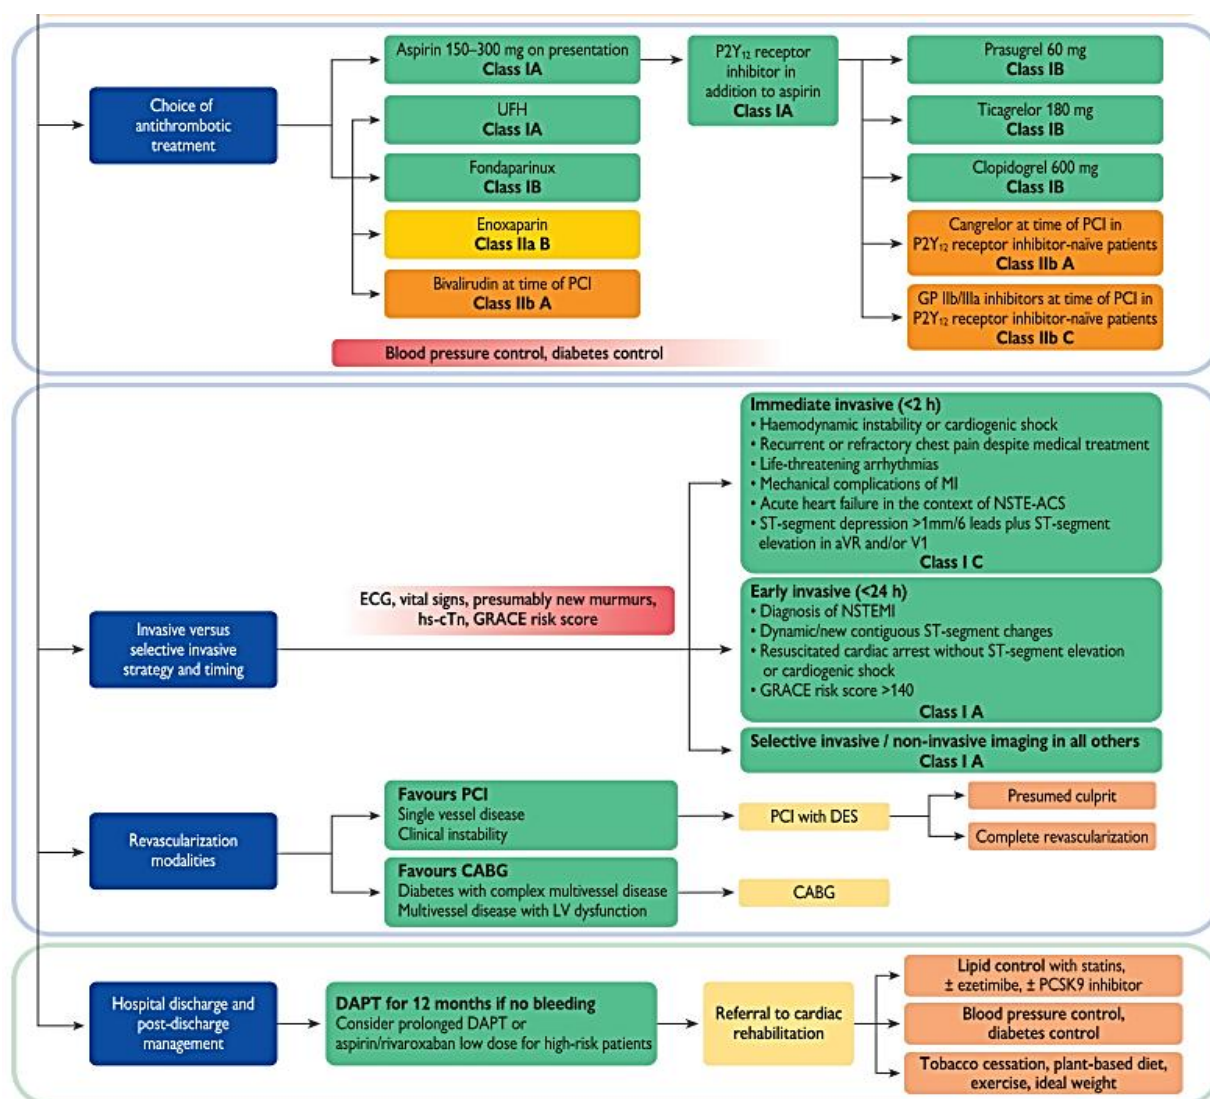 Choice of
antithrombotic
treatment
Aspirin 150–300 mg on presentation
Class IA
UFH
Class IA
Fondaparinux
Class IB
Enoxaparin
Class IIa B
Bivalirudin at time of PCI
Class IIb A
P2Y₁₂ receptor
inhibitor in
addition to aspirin
Class IA
Prasugrel 60 mg
Class IB
Ticagrelor 180 mg
Class IB
Clopidogrel 600 mg
Class IB
Cangrelor at time of PCI in
P2Y₁₂ receptor inhibitor-naïve patients
Class IIb A
GP IIb/IIIa inhibitors at time of PCI in
P2Y₁₂ receptor inhibitor-naïve patients
Class IIb C
Blood pressure control, diabetes control
Invasive versus
selective invasive
strategy and timing
ECG, vital signs, presumably new murmurs,
hs-cTn, GRACE risk score
Immediate invasive (<2 h)
• Haemodynamic instability or cardiogenic shock
• Recurrent or refractory chest pain despite medical treatment
• Life-threatening arrhythmias
• Mechanical complications of MI
• Acute heart failure in the context of NSTE-ACS
• ST-segment depression >1mm/6 leads plus ST-segment
elevation in aVR and/or V1
Class I C
Early invasive (<24 h)
• Diagnosis of NSTEMI
• Dynamic/new contiguous ST-segment changes
• Resuscitated cardiac arrest without ST-segment elevation
or cardiogenic shock
• GRACE risk score >140
Class I A
Selective invasive / non-invasive imaging in all others
Class I A
Revascularization
modalities
Favours PCI
Single vessel disease
Clinical instability
PCI with DES
Presumed culprit
Complete revascularization
Favours CABG
Diabetes with complex multivessel disease
Multivessel disease with LV dysfunction
CABG
Hospital discharge and
post-discharge
management
DAPT for 12 months if no bleeding
Consider prolonged DAPT or
aspirin/rivaroxaban low dose for high-risk patients
Referral to cardiac
rehabilitation
Lipid control with statins,
± ezetimibe, ± PCSK9 inhibitor
Blood pressure control,
diabetes control
Tobacco cessation, plant-based diet,
exercise, ideal weight